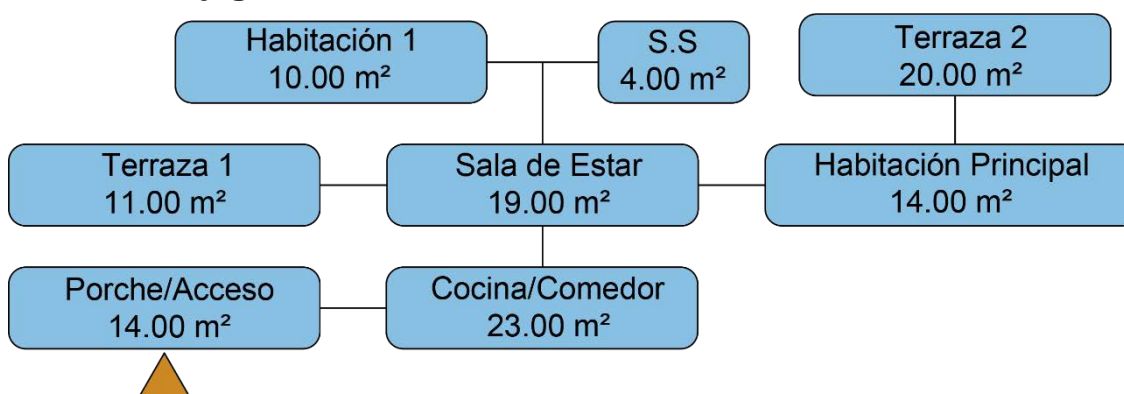 Habitación 1
10.00 m²
S.S
4.00 m²
Terraza 2
20.00 m²
Terraza 1
11.00 m²
Sala de Estar
19.00 m²
Habitación Principal
14.00 m²
Porche/Acceso
14.00 m²
Cocina/Comedor
23.00 m²